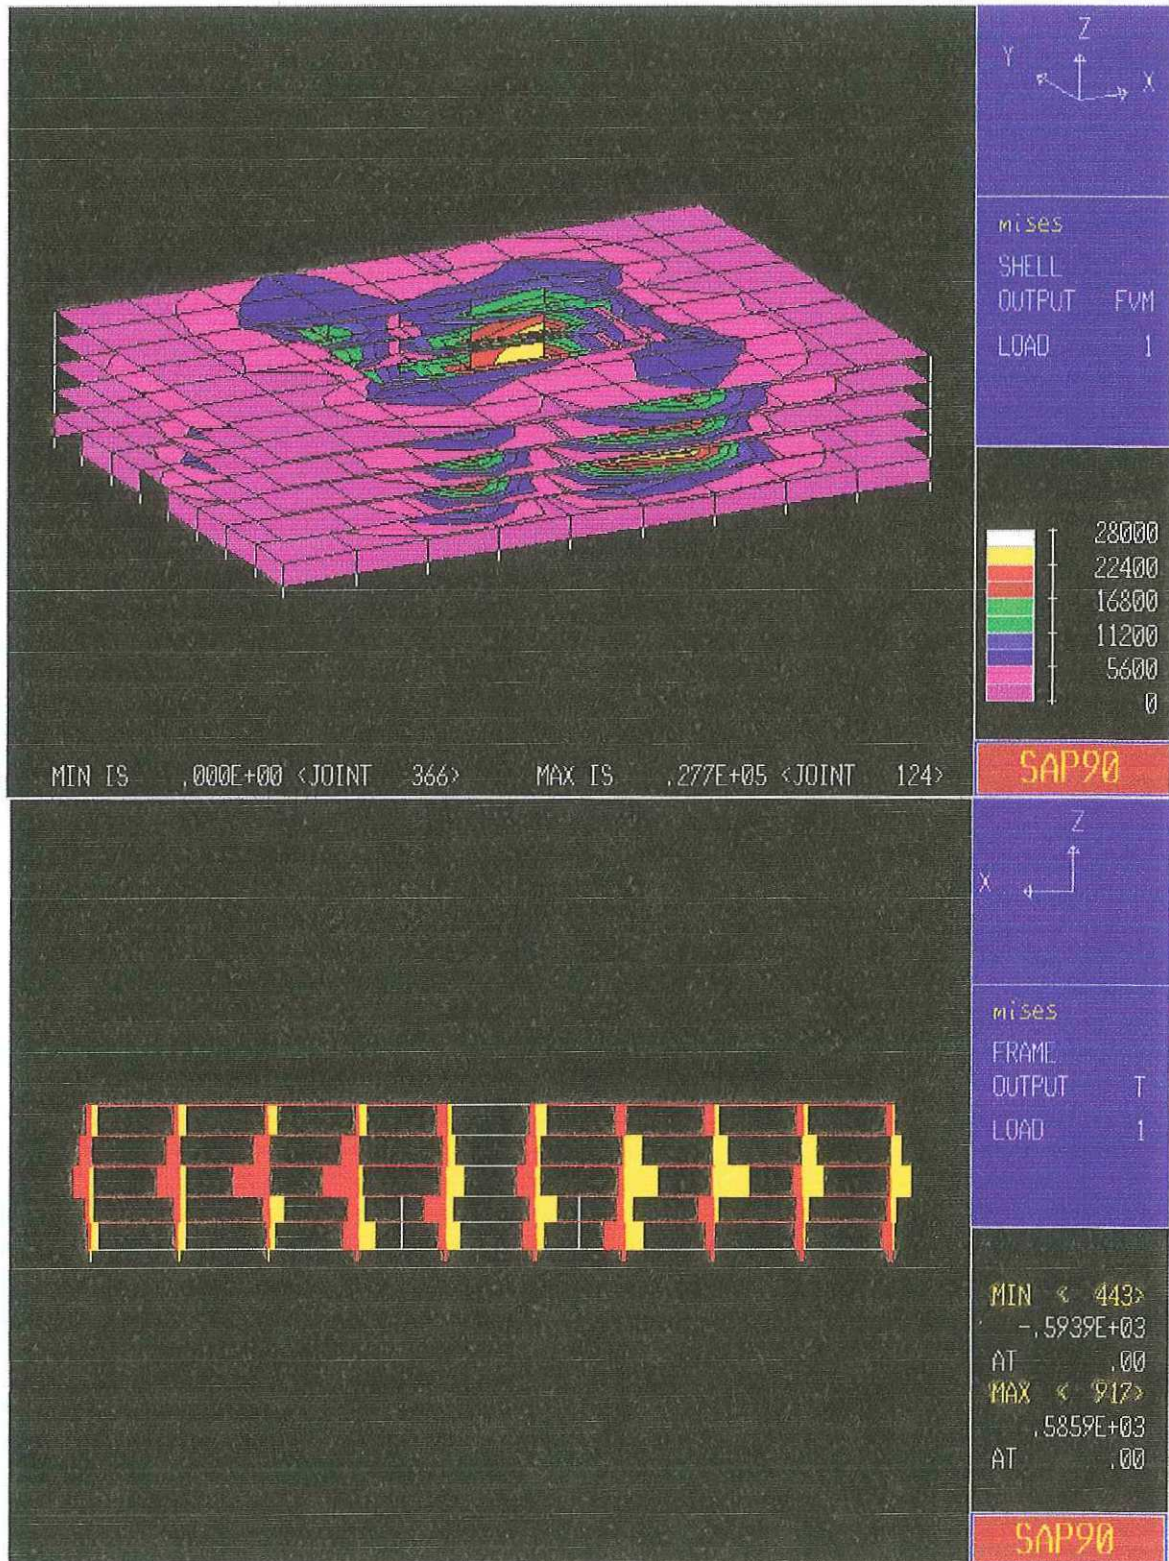 Z
Y
X
mises
SHELL
OUTPUT FVM
LOAD 1
28000
22400
16800
11200
5600
0
MIN IS .000E+00 <JOINT 366> MAX IS .277E+05 <JOINT 124>
SAP90
Z
X
mises
FRAME
OUTPUT T
LOAD 1
MIN < 443>
-.5939E+03
AT .00
MAX < 917>
.5859E+03
AT .00
SAP90